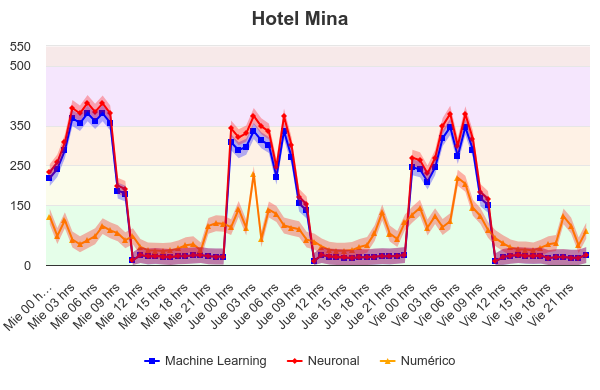 Hotel Mina
550
500
350
250
150
0
Mie 00 h...
Mie 03 hrs
Mie 06 hrs
Mie 09 hrs
Mie 12 hrs
Mie 15 hrs
Mie 18 hrs
Mie 21 hrs
Jue 00 hrs
Jue 03 hrs
Jue 06 hrs
Jue 09 hrs
Jue 12 hrs
Jue 15 hrs
Jue 18 hrs
Jue 21 hrs
Vie 00 hrs
Vie 03 hrs
Vie 06 hrs
Vie 09 hrs
Vie 12 hrs
Vie 15 hrs
Vie 18 hrs
Vie 21 hrs
Machine Learning Neuronal Numérico